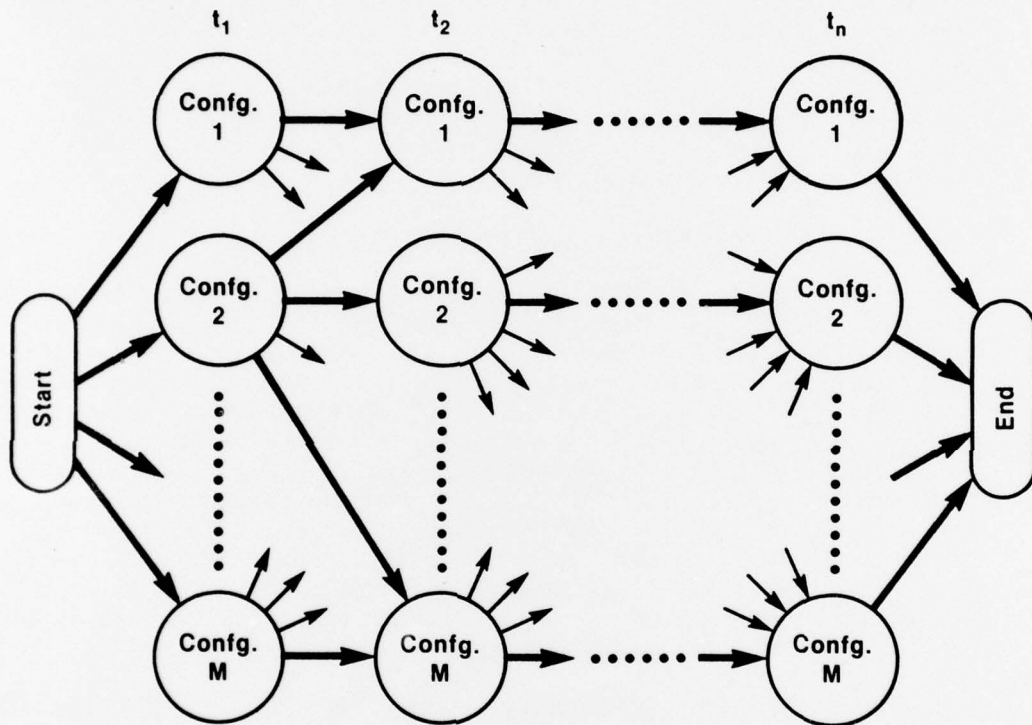 t₁ t₂ tₙ
Confg.
1
Confg.
1
Confg.
1
Confg.
2
Confg.
2
Confg.
2
Start
End
Confg.
M
Confg.
M
Confg.
M